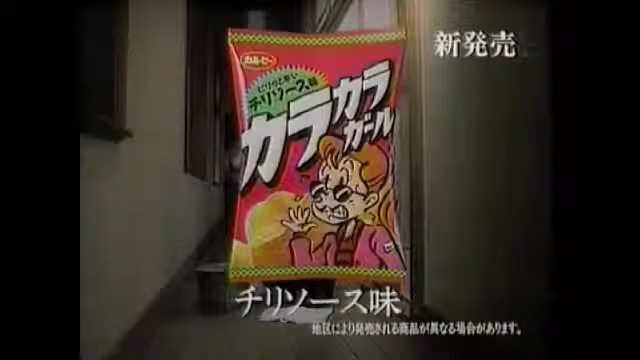 新発売
カルビー
ピリッと辛い
チリソース味
カラカラ
ガール
チリソース味
地区により発売される商品が異なる場合があります。